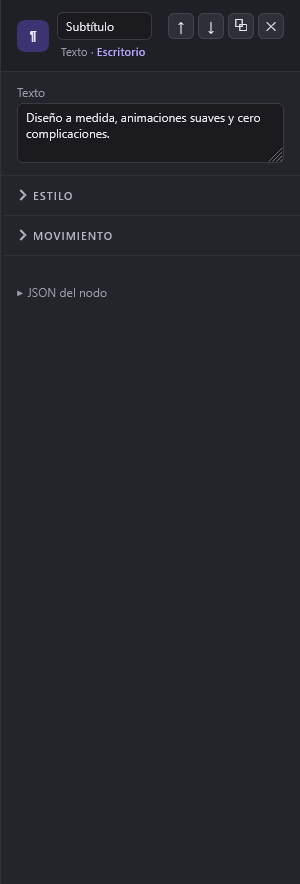 ¶
Subtítulo
↑ ↓
Texto · Escritorio
Texto
Diseño a medida, animaciones suaves y cero
complicaciones.
ESTILO
MOVIMIENTO
JSON del nodo